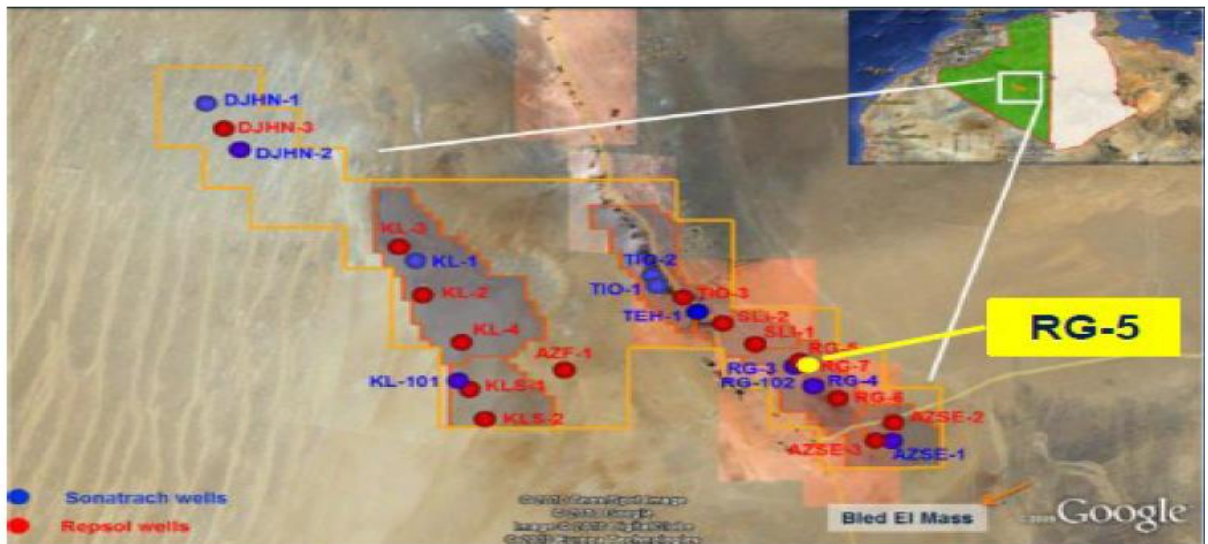 DJHN-1
DJHN-3
DJHN-2
KL-3
KL-1
KL-2
KL-4
AZF-1
KL-101
KLS-1
KLS-2
TIO-2
TIO-1
TIO-3
TEH-1
SLI-2
SLI-1
RG-5
RG-5
RG-3
RG-7
RG-102
RG-4
RG-6
AZSE-2
AZSE-3
AZSE-1
Sonatrach wells
Repsol wells
Bled El Mass
Google